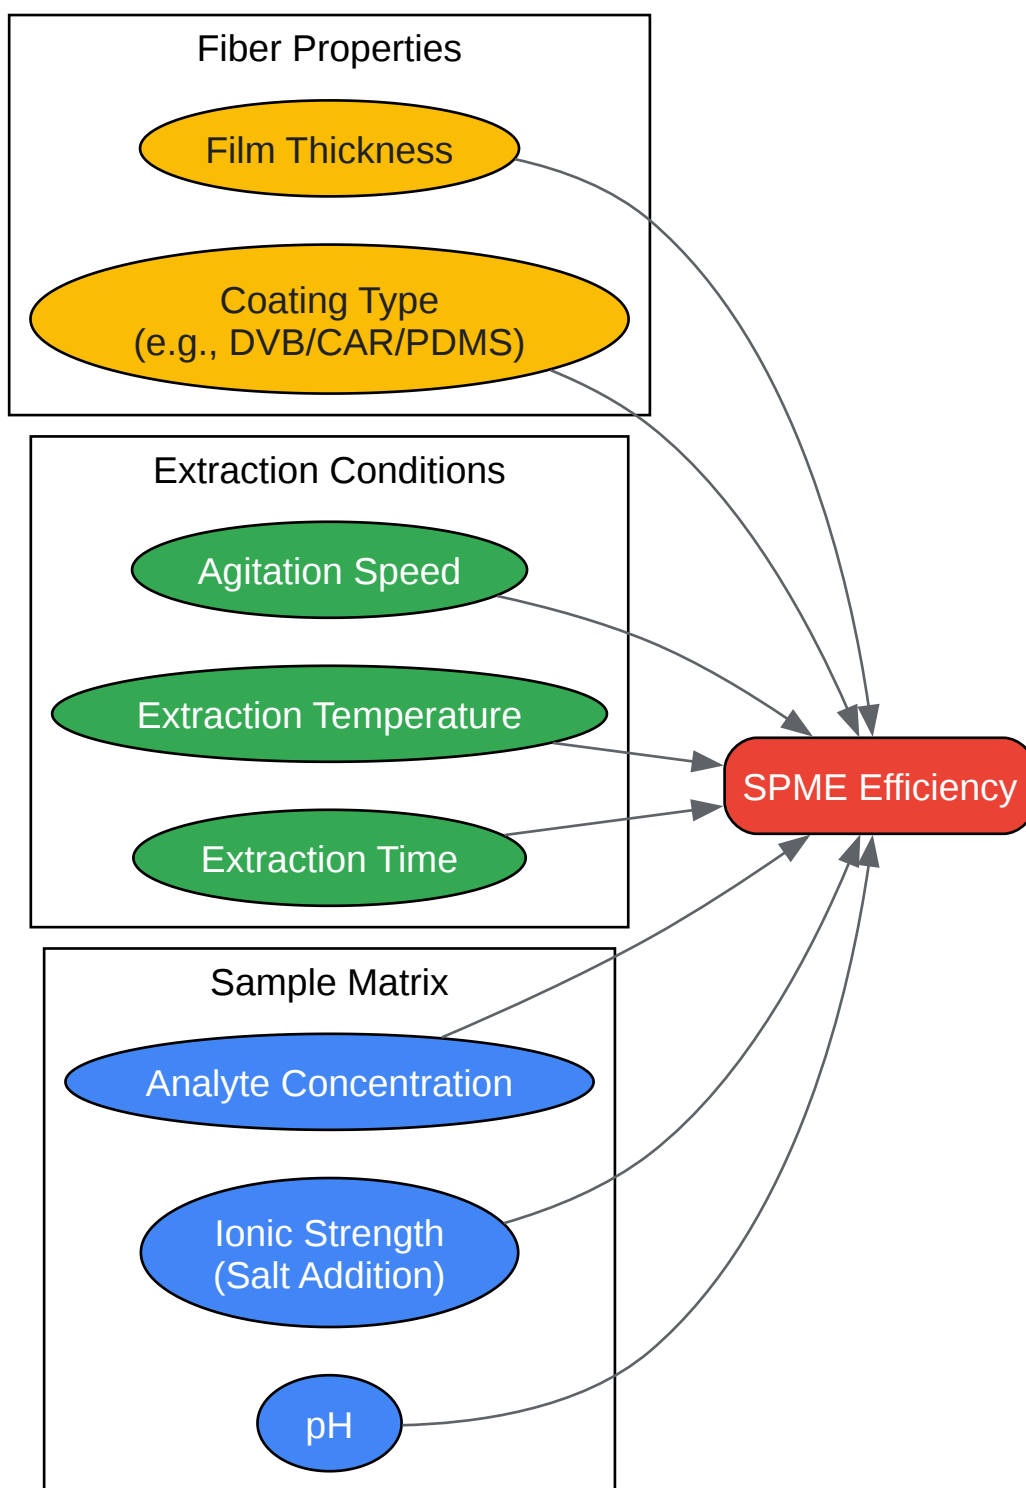 Fiber Properties
Film Thickness
Coating Type
(e.g., DVB/CAR/PDMS)
Extraction Conditions
Agitation Speed
Extraction Temperature
Extraction Time
SPME Efficiency
Sample Matrix
Analyte Concentration
Ionic Strength
(Salt Addition)
pH